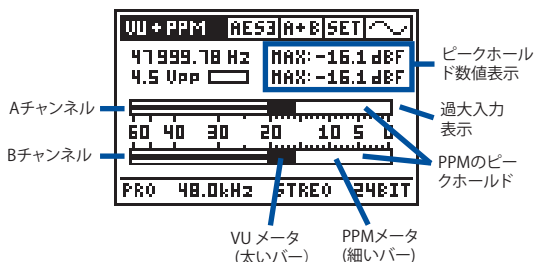 VU + PPM AES3 A+B SET
47999.78 Hz MAX: -16.1 dBF
4.5 Vpp MAX: -16.1 dBF
ピークホール
ド数値表示
Aチャンネル
過大入力
表示
60 40 30 20 10 5 0
Bチャンネル
PPMのピー
クホールド
PRO 48.0kHz STREO 24BIT
VU メータ
(太いバー)
PPMメータ
(細いバー)